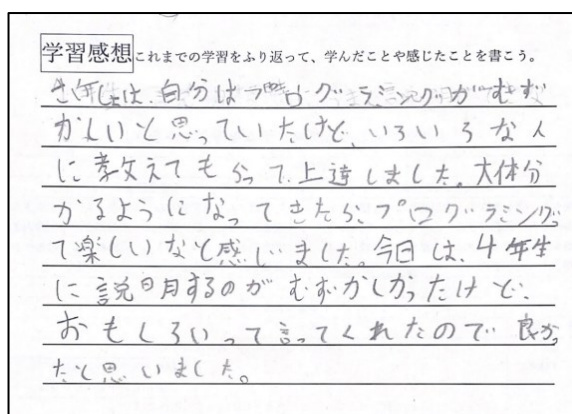 学習感想これまでの学習をふり返って、学んだことや感じたことを書こう。
は、自分はプログラミングがむず
かしいと思っていたけど、いろいろな人
に教えてもらって、上達しました。大体分
かるようになってきたら、プログラミング
て楽しいなと感じました。今日は、4年生
に説明するのがむずかしかったけど、
おもしろいって言ってくれたので良かっ
たと思いました。